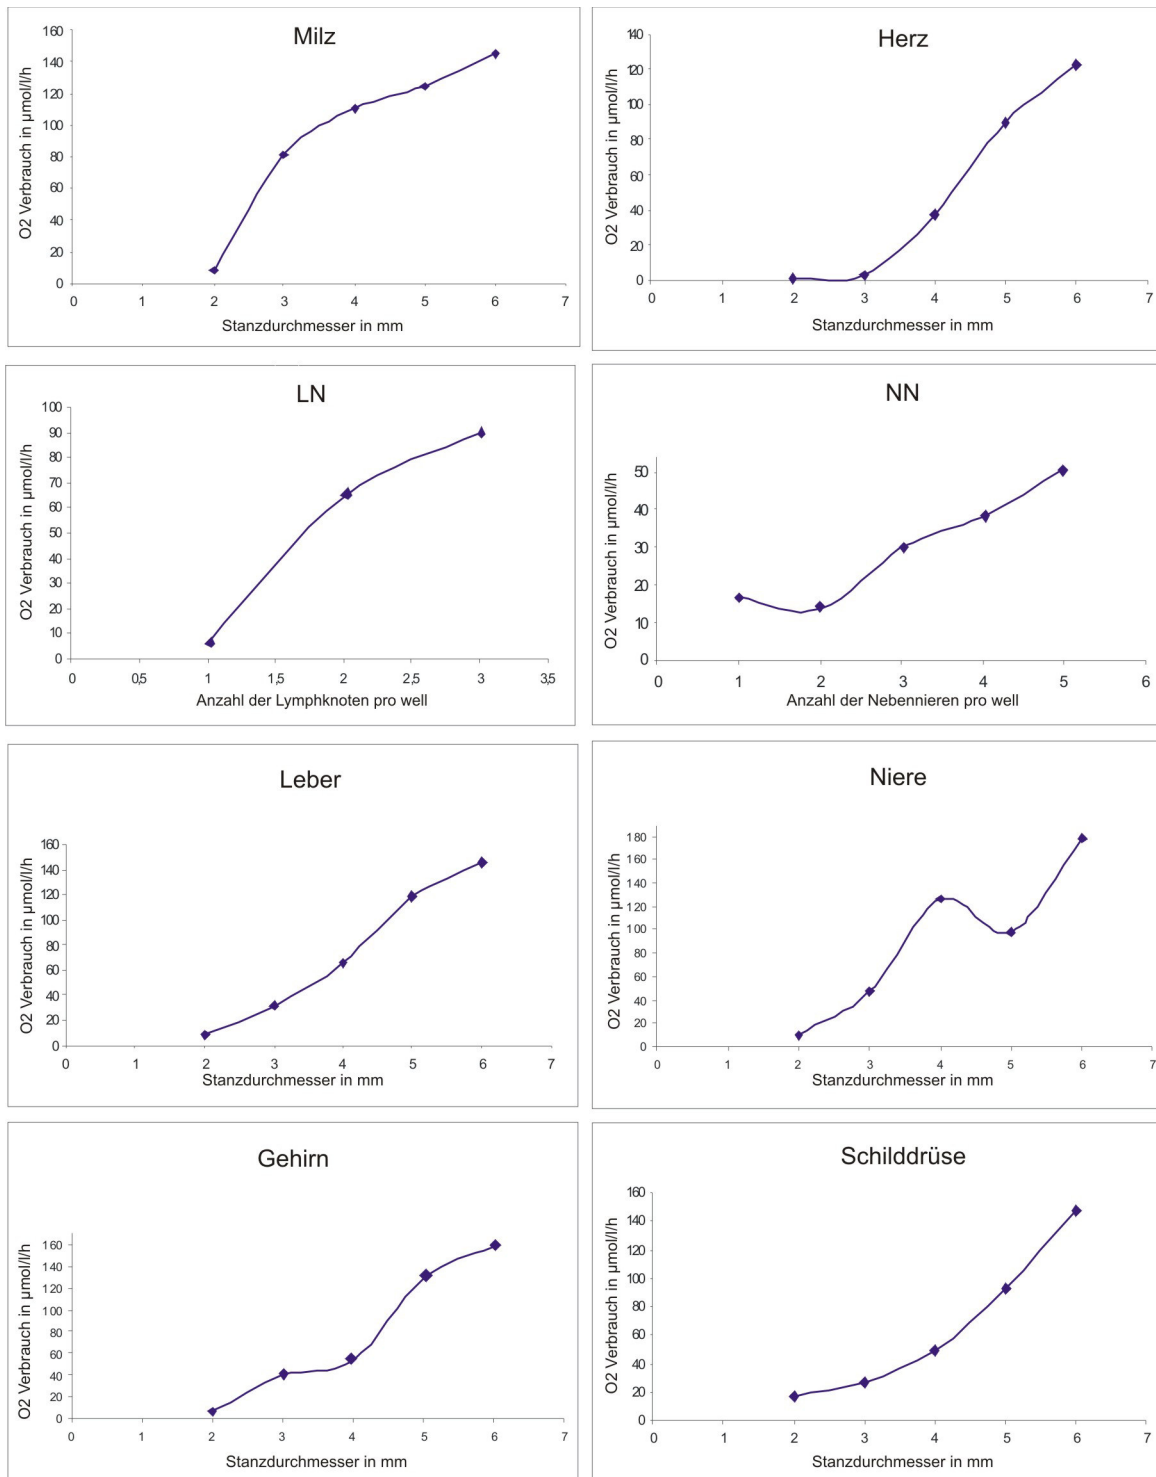 Milz
O2 Verbrauch in µmol/l/h
160
140
120
100
80
60
40
20
0
0 1 2 3 4 5 6 7
Stanzdurchmesser in mm
Herz
O2 Verbrauch in µmol/l/h
140
120
100
80
60
40
20
0
0 1 2 3 4 5 6 7
Stanzdurchmesser in mm
LN
O2 Verbrauch in µmol/l/h
100
90
80
70
60
50
40
30
20
10
0
0 0,5 1 1,5 2 2,5 3 3,5
Anzahl der Lymphknoten pro well
NN
O2 Verbrauch in µmol/l/h
50
40
30
20
10
0
0 1 2 3 4 5 6
Anzahl der Nebennieren pro well
Leber
O2 Verbrauch in µmol/l/h
160
140
120
100
80
60
40
20
0
0 1 2 3 4 5 6 7
Stanzdurchmesser in mm
Niere
O2 Verbrauch in µmol/l/h
180
160
140
120
100
80
60
40
20
0
0 1 2 3 4 5 6 7
Stanzdurchmesser in mm
Gehirn
O2 Verbrauch in µmol/l/h
160
140
120
100
80
60
40
20
0
0 1 2 3 4 5 6 7
Stanzdurchmesser in mm
Schilddrüse
O2 Verbrauch in µmol/l/h
160
140
120
100
80
60
40
20
0
0 1 2 3 4 5 6 7
Stanzdurchmesser in mm